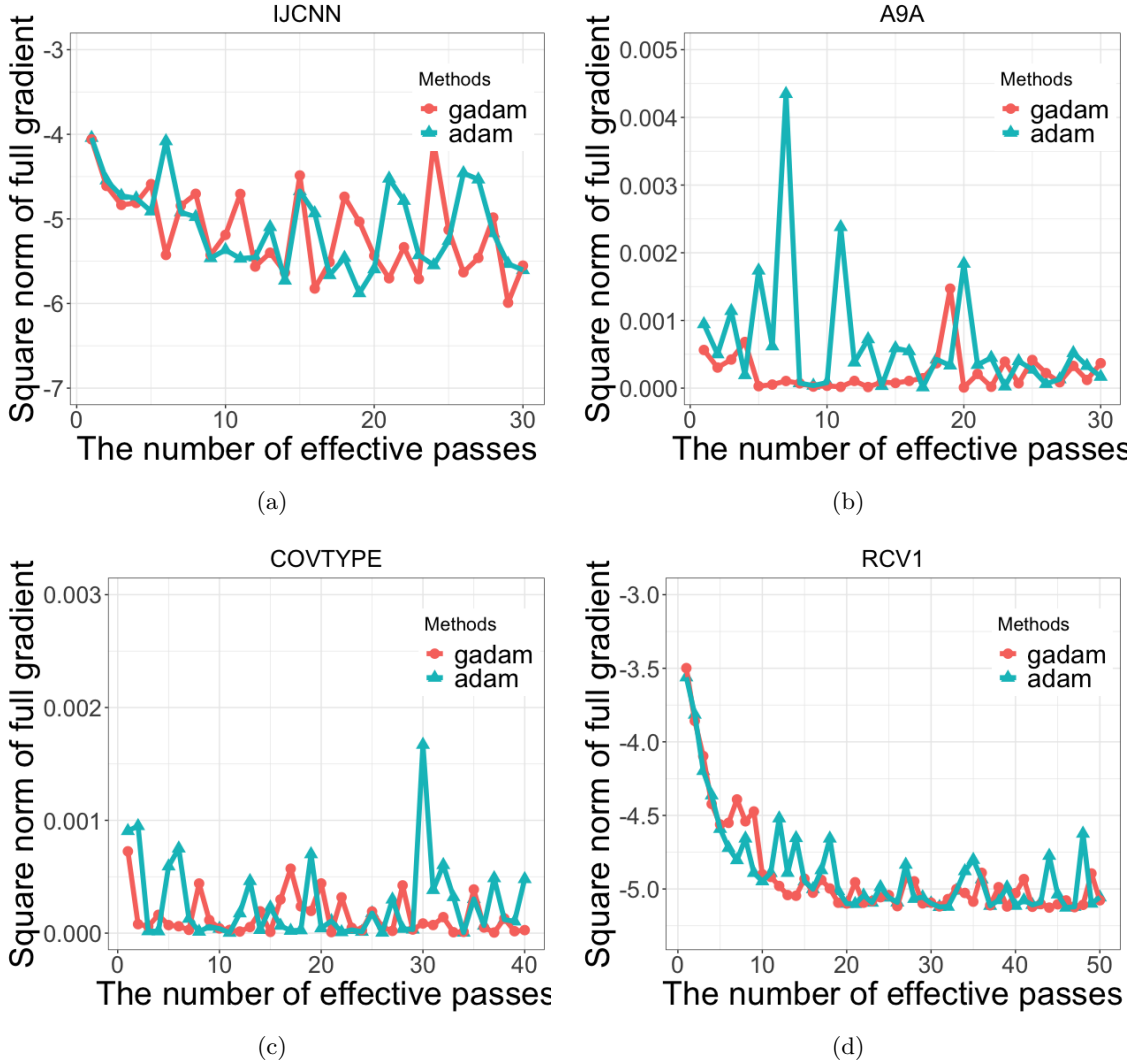 IJCNN
Square norm of full gradient
-3
-4
-5
-6
-7
Methods
gadam
adam
0
10
20
30
The number of effective passes
(a)
A9A
Square norm of full gradient
0.005
0.004
0.003
0.002
0.001
0.000
Methods
gadam
adam
0
10
20
30
The number of effective passes
(b)
COVTYPE
Square norm of full gradient
0.003
0.002
0.001
0.000
Methods
gadam
adam
0
10
20
30
40
The number of effective passes
(c)
RCV1
Square norm of full gradient
-3.0
-3.5
-4.0
-4.5
-5.0
Methods
gadam
adam
0
10
20
30
40
50
The number of effective passes
(d)